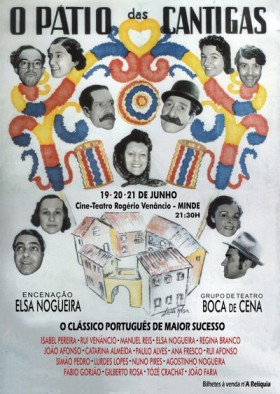 O PÁTIO das CANTIGAS
19-20-21 DE JUNHO
Cine-Teatro Rogério Venâncio - MINDE
21:30H
ENCENAÇÃO
ELSA NOGUEIRA
GRUPO DE TEATRO
BOCA DE CENA
O CLÁSSICO PORTUGUÊS DE MAIOR SUCESSO
ISABEL PEREIRA · RUI VENÂNCIO · MANUEL REIS · ELSA NOGUEIRA · REGINA BRANCO
JOÃO AFONSO · CATARINA ALMEIDA · PAULO ALVES · ANA FRESCO · RUI AFONSO
SIMÃO PEDRO · LURDES LOPES · NUNO PIRES · AGOSTINHO NOGUEIRA
FÁBIO GORJÃO · GILBERTO ROSA · TOZÉ CRACHAT · JOÃO FARIA
Bilhetes à venda n'A Relíquia